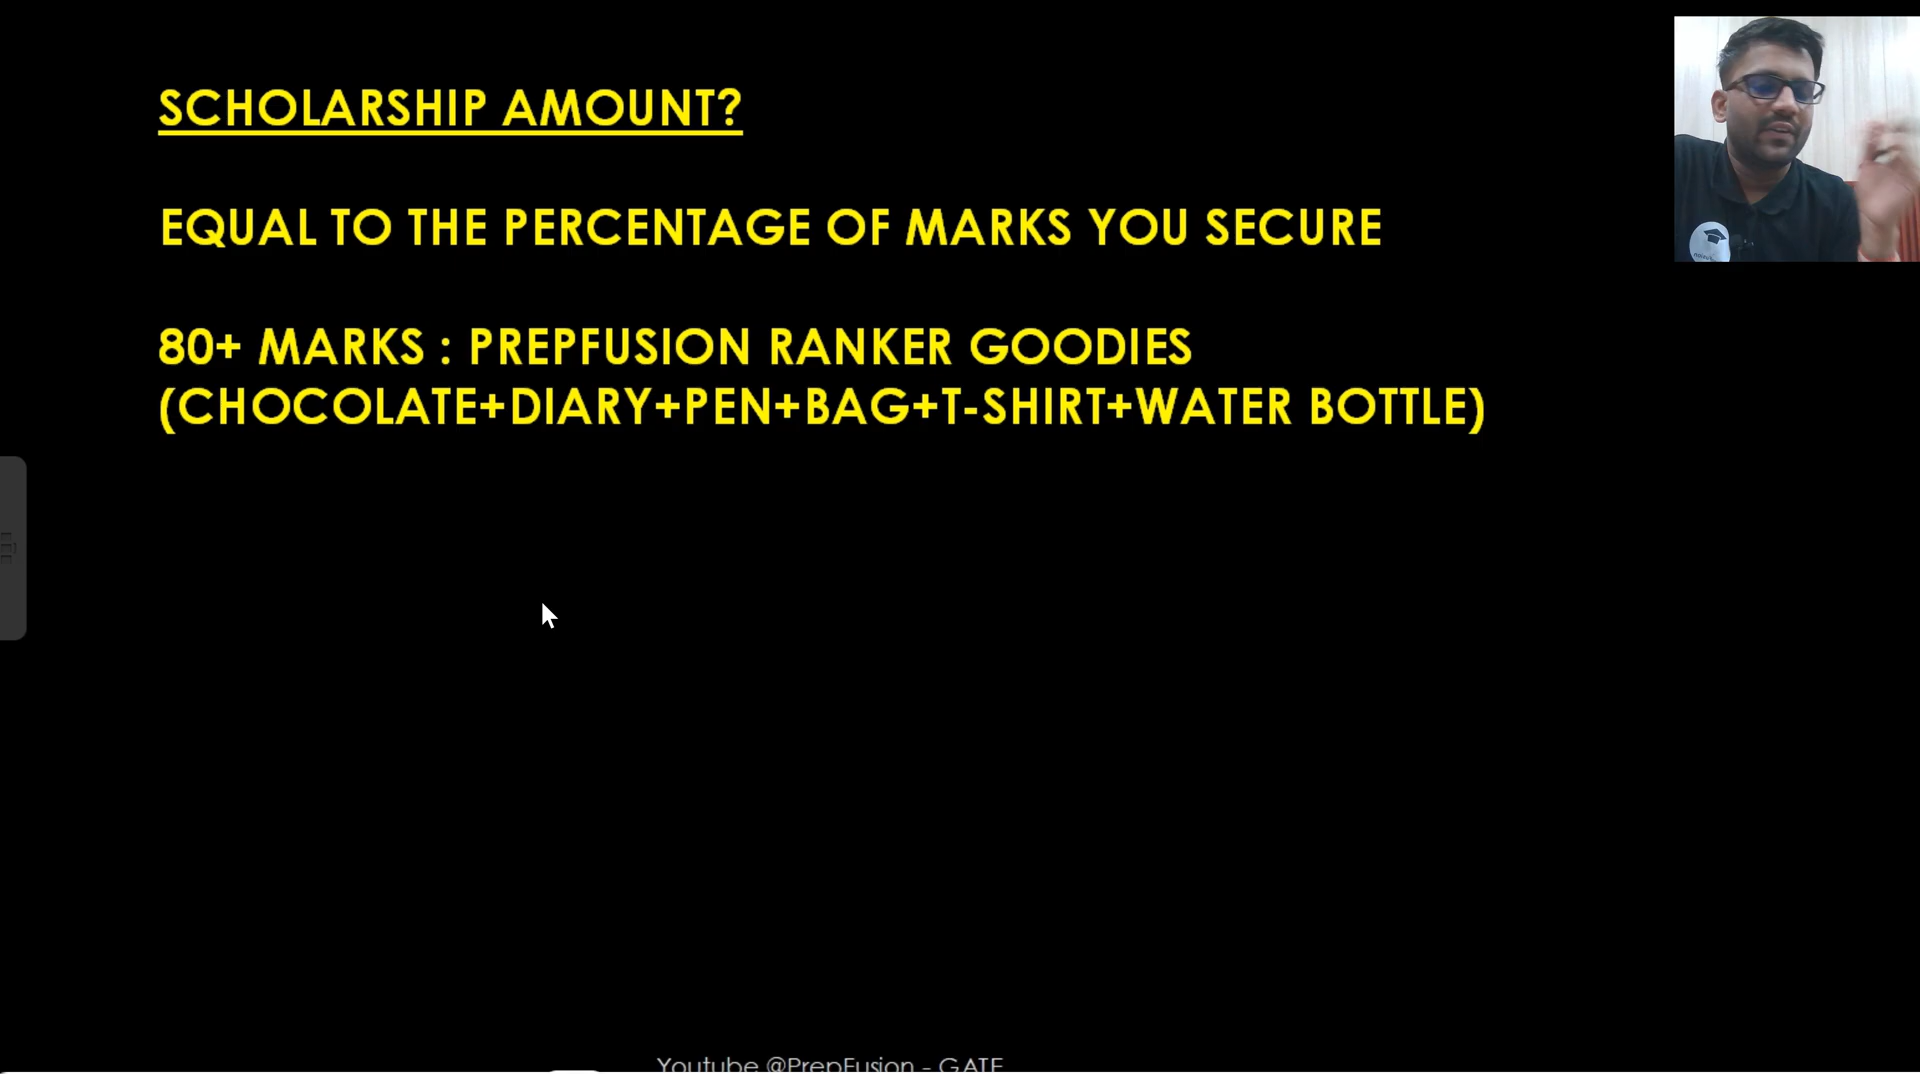 SCHOLARSHIP AMOUNT?
EQUAL TO THE PERCENTAGE OF MARKS YOU SECURE
80+ MARKS : PREPFUSION RANKER GOODIES
(CHOCOLATE+DIARY+PEN+BAG+T-SHIRT+WATER BOTTLE)
Youtube @PrepFusion - GATE